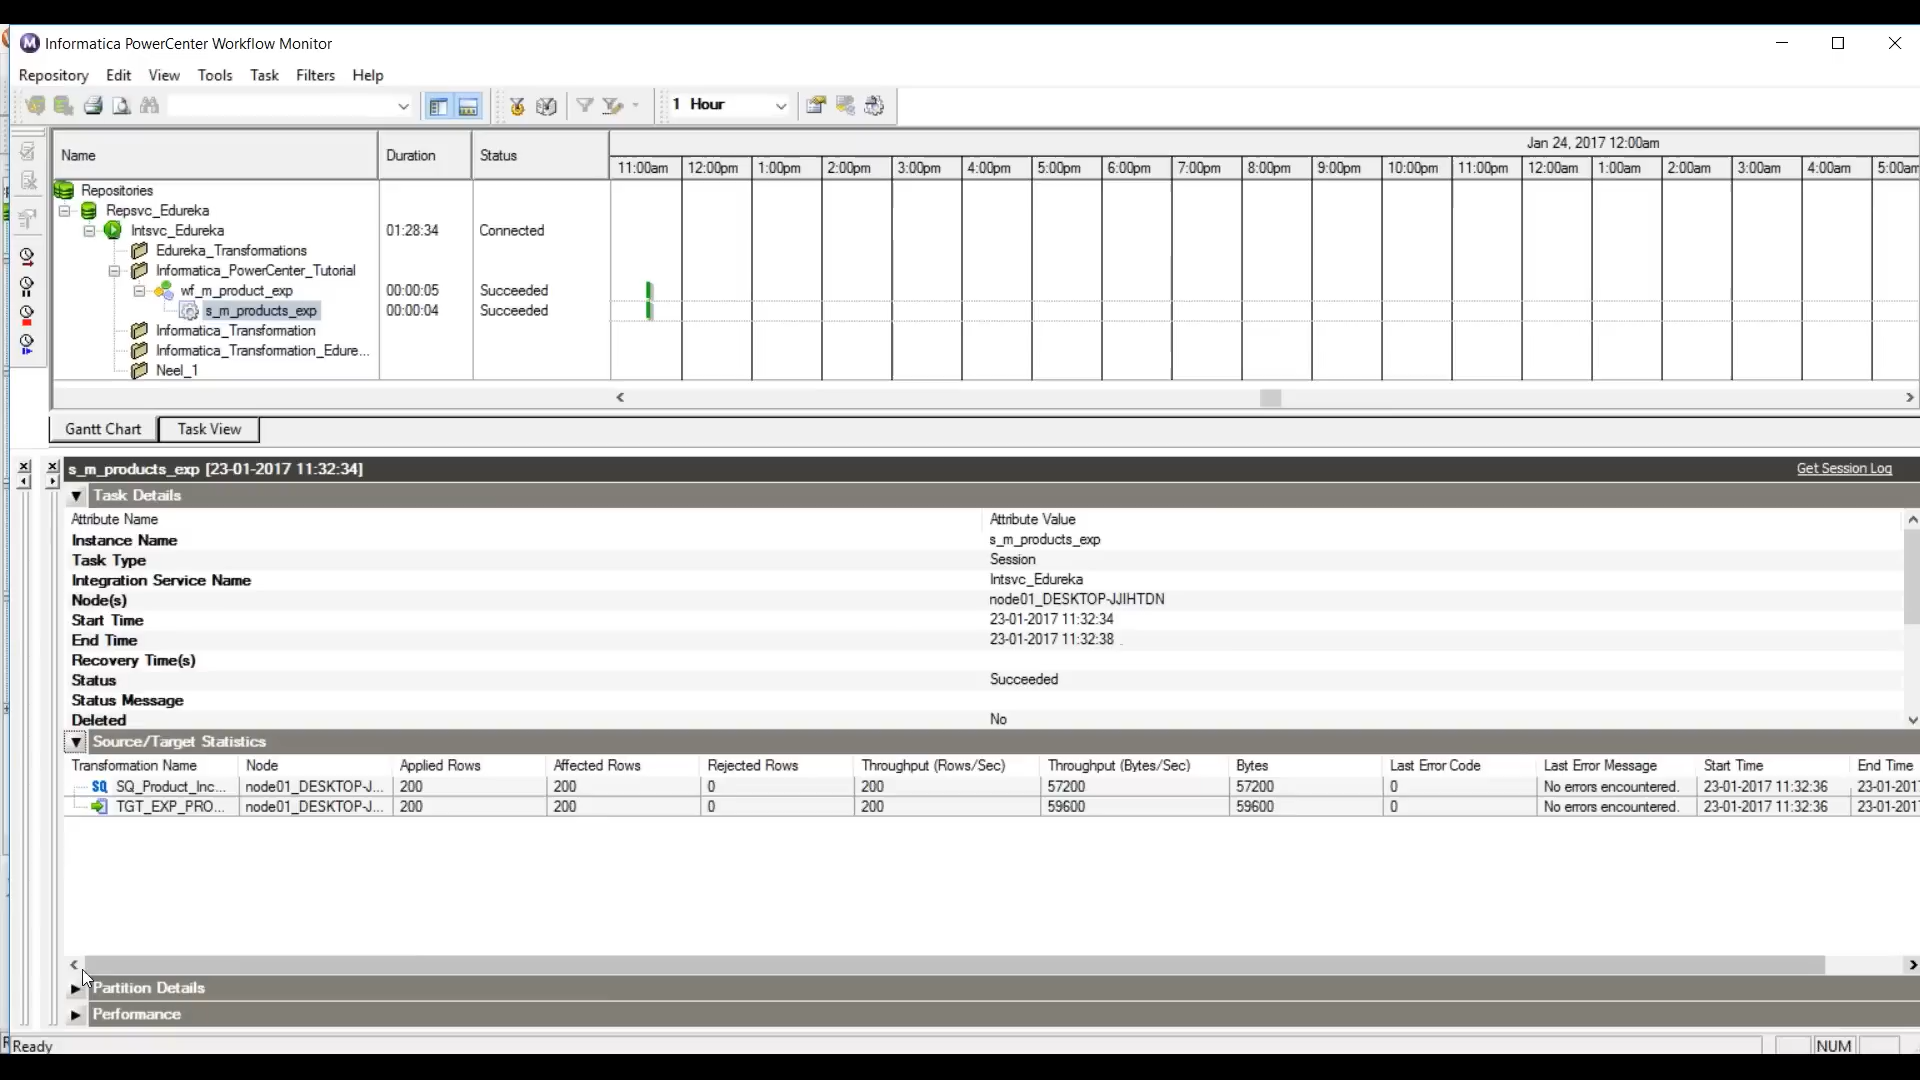 Informatica PowerCenter Workflow Monitor
Repository Edit View Tools Task Filters Help
1 Hour
Name Duration Status
Jan 24, 2017 12:00am
11:00am 12:00pm 1:00pm 2:00pm 3:00pm 4:00pm 5:00pm 6:00pm 7:00pm 8:00pm 9:00pm 10:00pm 11:00pm 12:00am 1:00am 2:00am 3:00am 4:00am 5:00am
Repositories
Repsvc_Edureka
Intsvc_Edureka 01:28:34 Connected
Edureka_Transformations
Informatica_PowerCenter_Tutorial
wf_m_product_exp 00:00:05 Succeeded
s_m_products_exp 00:00:04 Succeeded
Informatica_Transformation
Informatica_Transformation_Edure...
Neel_1
Gantt Chart Task View
s_m_products_exp [23-01-2017 11:32:34] Get Session Log
Task Details
Attribute Name Attribute Value
Instance Name s_m_products_exp
Task Type Session
Integration Service Name Intsvc_Edureka
Node(s) node01_DESKTOP-JJIHTDN
Start Time 23-01-2017 11:32:34
End Time 23-01-2017 11:32:38
Recovery Time(s)
Status Succeeded
Status Message
Deleted No
Source/Target Statistics
Transformation Name Node Applied Rows Affected Rows Rejected Rows Throughput (Rows/Sec) Throughput (Bytes/Sec) Bytes Last Error Code Last Error Message Start Time End Time
SQ SQ_Product_Inc... node01_DESKTOP-J... 200 200 0 200 57200 57200 0 No errors encountered. 23-01-2017 11:32:36 23-01-201
TGT_EXP_PRO... node01_DESKTOP-J... 200 200 0 200 59600 59600 0 No errors encountered. 23-01-2017 11:32:36 23-01-201
Partition Details
Performance
Ready NUM